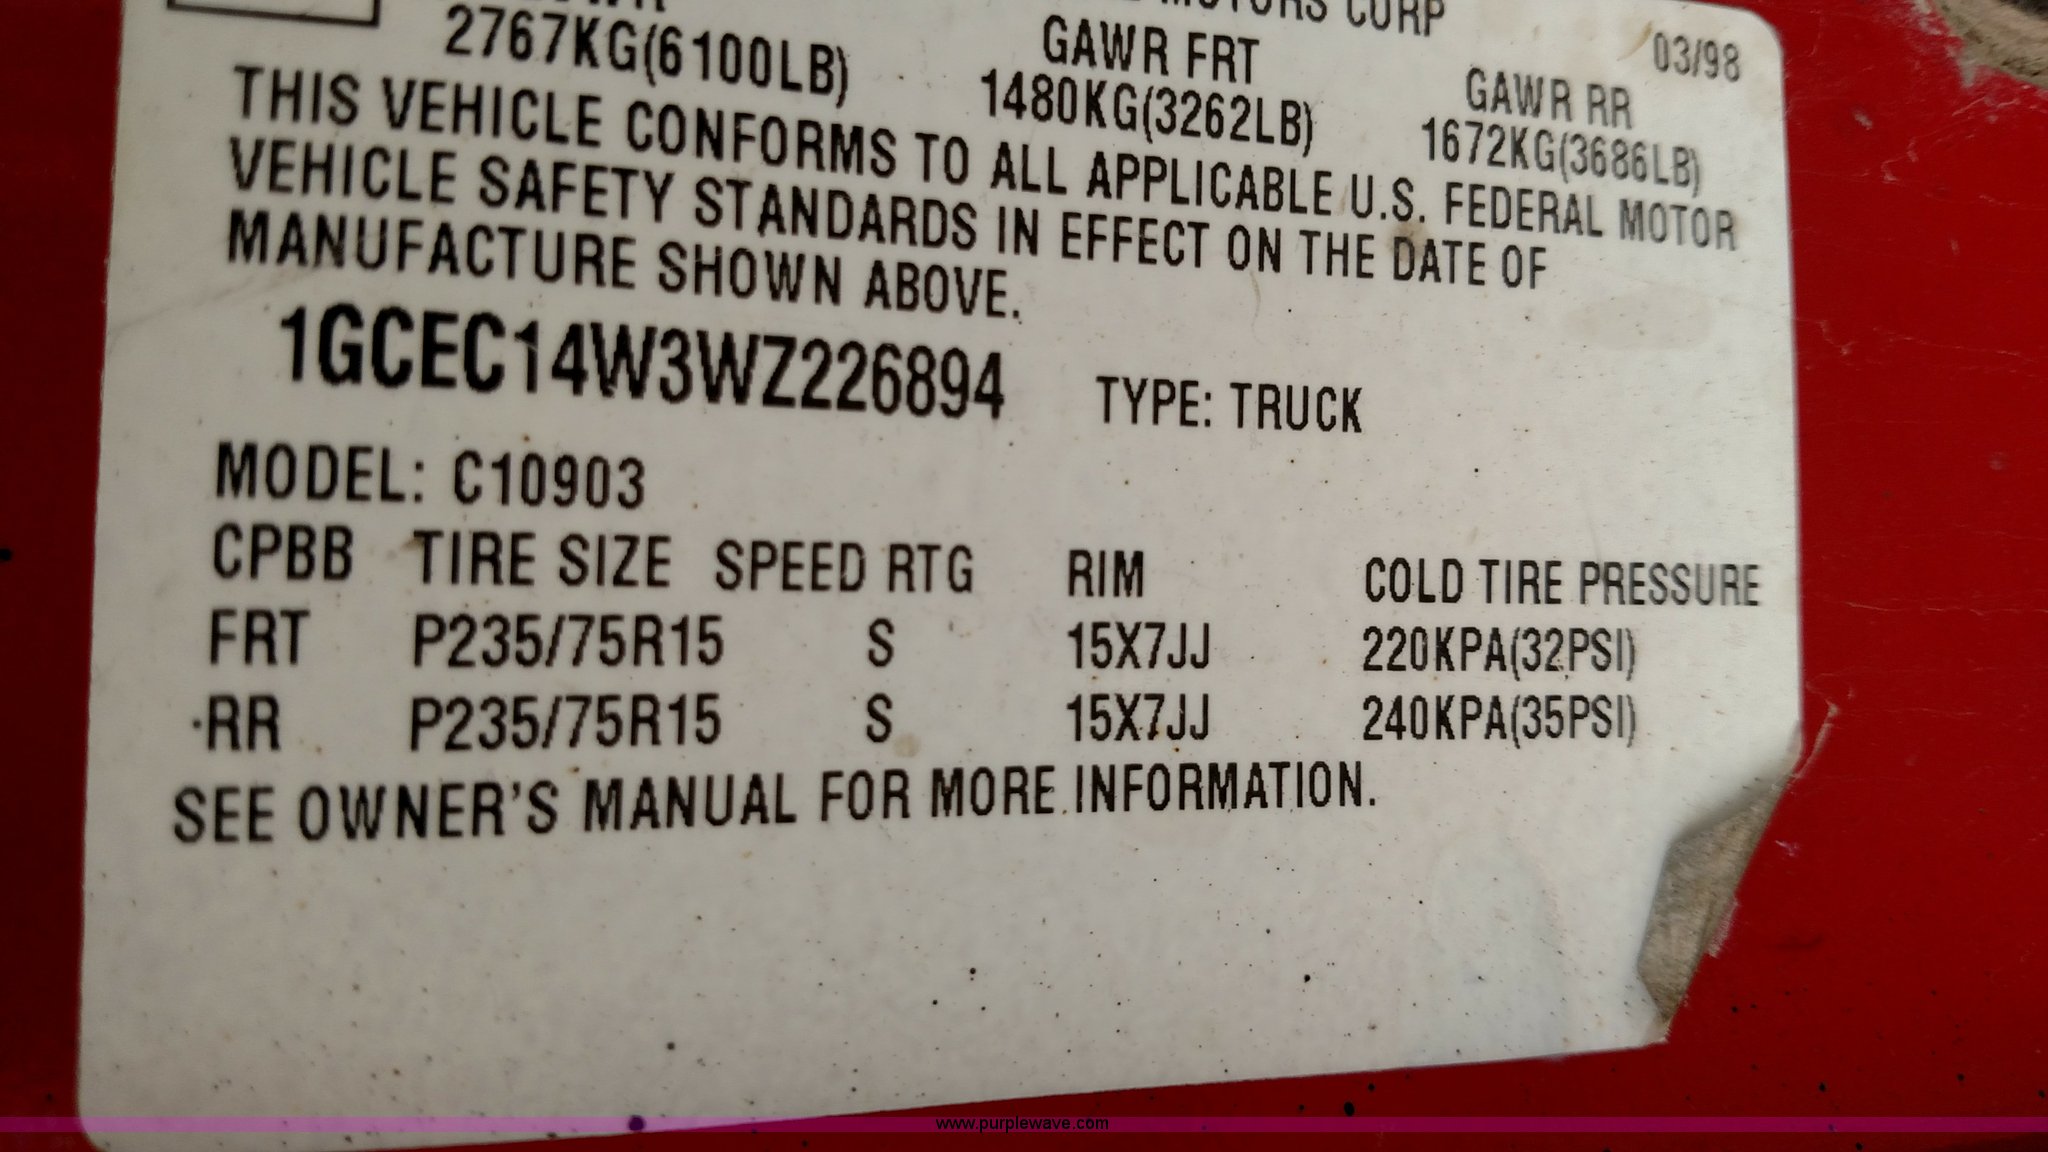 MOTORS CORP
03/98
GAWR FRT
GAWR RR
2767KG(6100LB)
1480KG(3262LB)
1672KG(3686LB)
THIS VEHICLE CONFORMS TO ALL APPLICABLE U.S. FEDERAL MOTOR
VEHICLE SAFETY STANDARDS IN EFFECT ON THE DATE OF
MANUFACTURE SHOWN ABOVE.
1GCEC14W3WZ226894 TYPE: TRUCK
MODEL: C10903
CPBB TIRE SIZE SPEED RTG RIM COLD TIRE PRESSURE
FRT P235/75R15 S 15X7JJ 220KPA(32PSI)
RR P235/75R15 S 15X7JJ 240KPA(35PSI)
SEE OWNER'S MANUAL FOR MORE INFORMATION.
www.purplewave.com